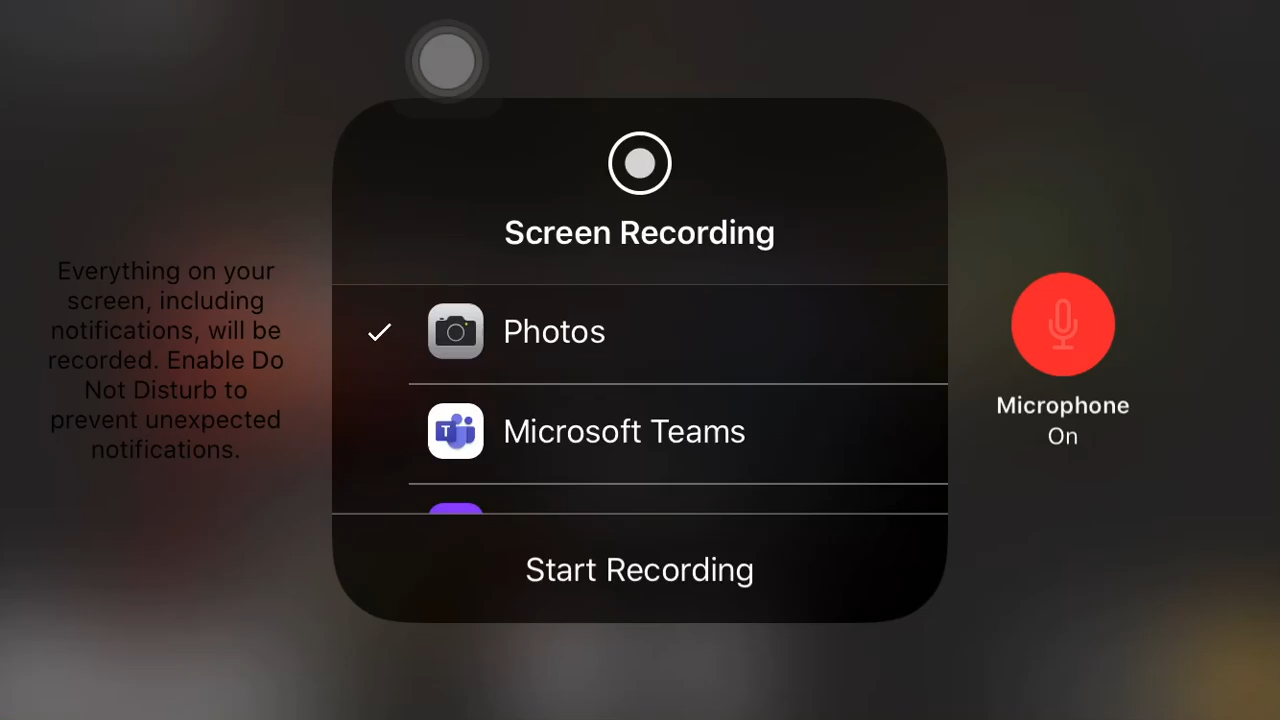 Screen Recording
Everything on your
screen, including
notifications, will be
recorded. Enable Do
Not Disturb to
prevent unexpected
notifications.
Photos
T
Microsoft Teams
Microphone
On
Start Recording